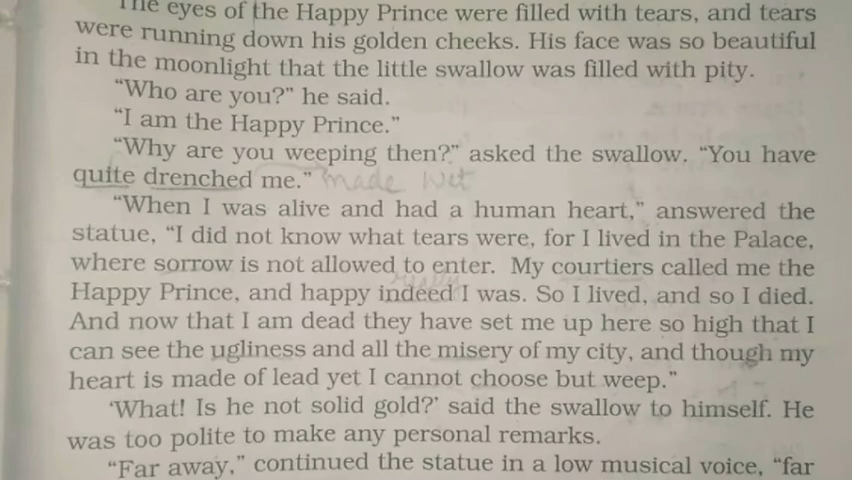 The eyes of the Happy Prince were filled with tears, and tears
were running down his golden cheeks. His face was so beautiful
in the moonlight that the little swallow was filled with pity.
“Who are you?” he said.
“I am the Happy Prince.”
“Why are you weeping then?” asked the swallow. “You have
quite drenched me.” made wet
“When I was alive and had a human heart,” answered the
statue, “I did not know what tears were, for I lived in the Palace,
where sorrow is not allowed to enter. My courtiers called me the
really
Happy Prince, and happy indeed I was. So I lived, and so I died.
And now that I am dead they have set me up here so high that I
can see the ugliness and all the misery of my city, and though my
heart is made of lead yet I cannot choose but weep.”
‘What! Is he not solid gold?’ said the swallow to himself. He
was too polite to make any personal remarks.
“Far away,” continued the statue in a low musical voice, “far